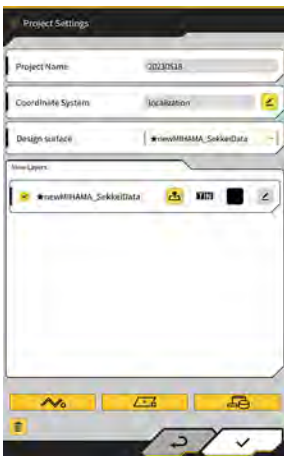 Project Settings
Project Name 20230518
Coordinate System localization
Design surface ★newMIHAMA_SekkeiData
View Layers
★newMIHAMA_SekkeiData TIN